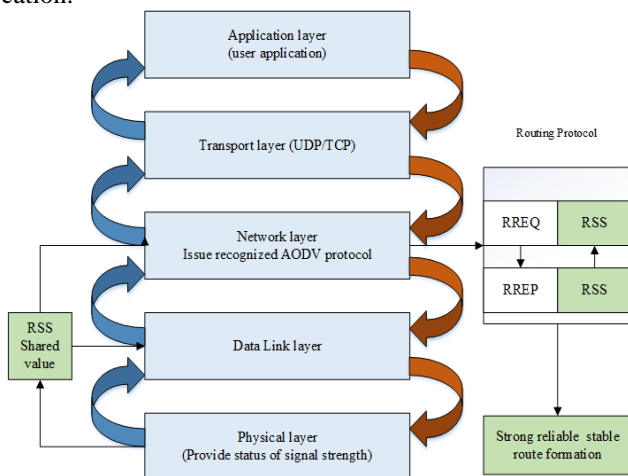 Application layer
(user application)
Transport layer (UDP/TCP)
Routing Protocol
Network layer
Issue recognized AODV protocol
RREQ
RSS
RREP
RSS
RSS
Shared
value
Data Link layer
Physical layer
(Provide status of signal strength)
Strong reliable stable
route formation